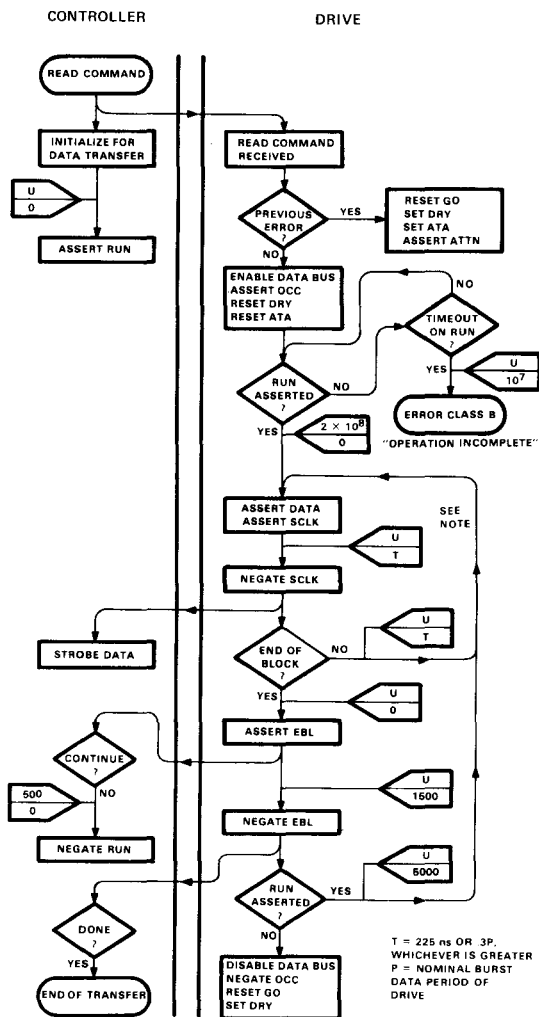 CONTROLLER
DRIVE
READ COMMAND
INITIALIZE FOR
DATA TRANSFER
U
0
ASSERT RUN
READ COMMAND
RECEIVED
PREVIOUS
ERROR
?
YES
RESET GO
SET DRY
SET ATA
ASSERT ATTN
NO
ENABLE DATA BUS
ASSERT OCC
RESET DRY
RESET ATA
NO
TIMEOUT
ON RUN
?
YES
U
10⁷
ERROR CLASS B
"OPERATION INCOMPLETE"
RUN
ASSERTED
?
NO
YES
2 × 10⁸
0
ASSERT DATA
ASSERT SCLK
SEE
NOTE
U
T
NEGATE SCLK
STROBE DATA
END OF
BLOCK
?
NO
U
T
YES
U
0
ASSERT EBL
CONTINUE
?
NO
500
0
NEGATE RUN
U
1500
NEGATE EBL
RUN
ASSERTED
?
YES
U
5000
NO
DONE
?
YES
END OF TRANSFER
DISABLE DATA BUS
NEGATE OCC
RESET GO
SET DRY
T = 225 ns OR .3P,
WHICHEVER IS GREATER
P = NOMINAL BURST
DATA PERIOD OF
DRIVE